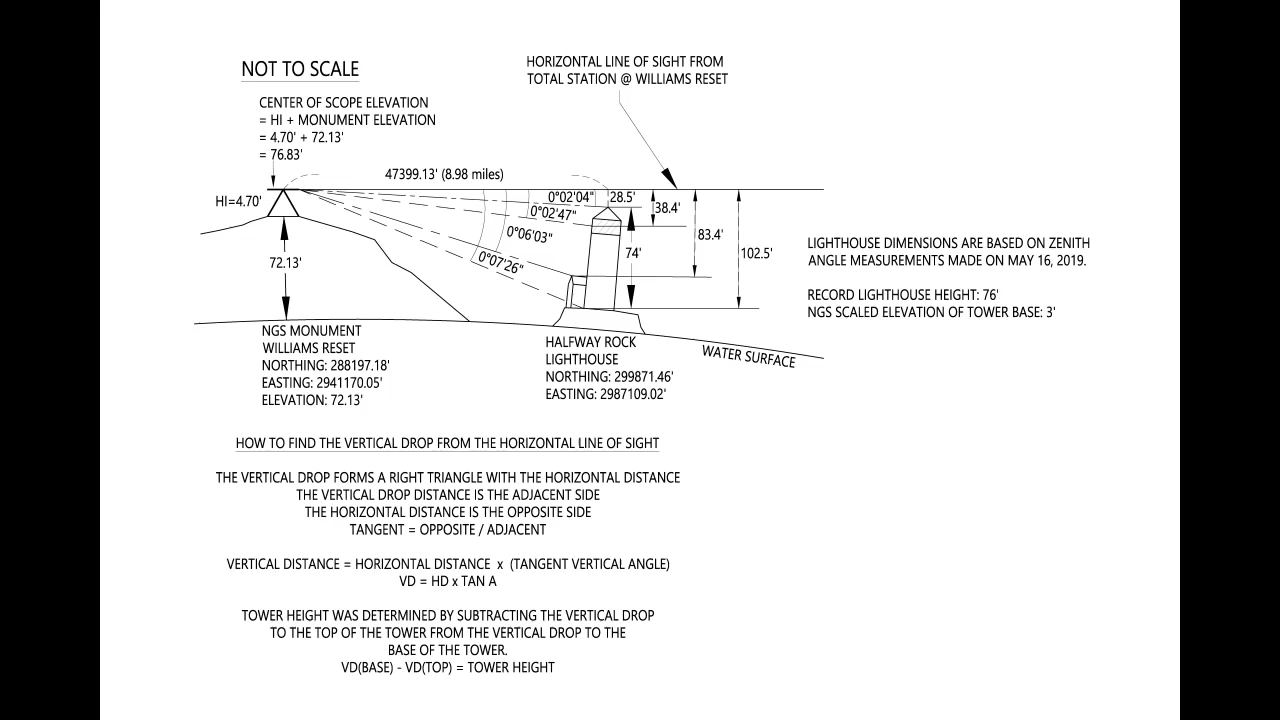 NOT TO SCALE
HORIZONTAL LINE OF SIGHT FROM
TOTAL STATION @ WILLIAMS RESET
CENTER OF SCOPE ELEVATION
= HI + MONUMENT ELEVATION
= 4.70' + 72.13'
= 76.83'
47399.13' (8.98 miles)
HI=4.70'
0°02'04"
28.5'
0°02'47"
38.4'
0°06'03"
83.4'
0°07'26"
74'
102.5'
72.13'
LIGHTHOUSE DIMENSIONS ARE BASED ON ZENITH
ANGLE MEASUREMENTS MADE ON MAY 16, 2019.
RECORD LIGHTHOUSE HEIGHT: 76'
NGS SCALED ELEVATION OF TOWER BASE: 3'
NGS MONUMENT
WILLIAMS RESET
NORTHING: 288197.18'
EASTING: 2941170.05'
ELEVATION: 72.13'
HALFWAY ROCK
LIGHTHOUSE
NORTHING: 299871.46'
EASTING: 2987109.02'
WATER SURFACE
HOW TO FIND THE VERTICAL DROP FROM THE HORIZONTAL LINE OF SIGHT
THE VERTICAL DROP FORMS A RIGHT TRIANGLE WITH THE HORIZONTAL DISTANCE
THE VERTICAL DROP DISTANCE IS THE ADJACENT SIDE
THE HORIZONTAL DISTANCE IS THE OPPOSITE SIDE
TANGENT = OPPOSITE / ADJACENT
VERTICAL DISTANCE = HORIZONTAL DISTANCE x (TANGENT VERTICAL ANGLE)
VD = HD x TAN A
TOWER HEIGHT WAS DETERMINED BY SUBTRACTING THE VERTICAL DROP
TO THE TOP OF THE TOWER FROM THE VERTICAL DROP TO THE
BASE OF THE TOWER.
VD(BASE) - VD(TOP) = TOWER HEIGHT